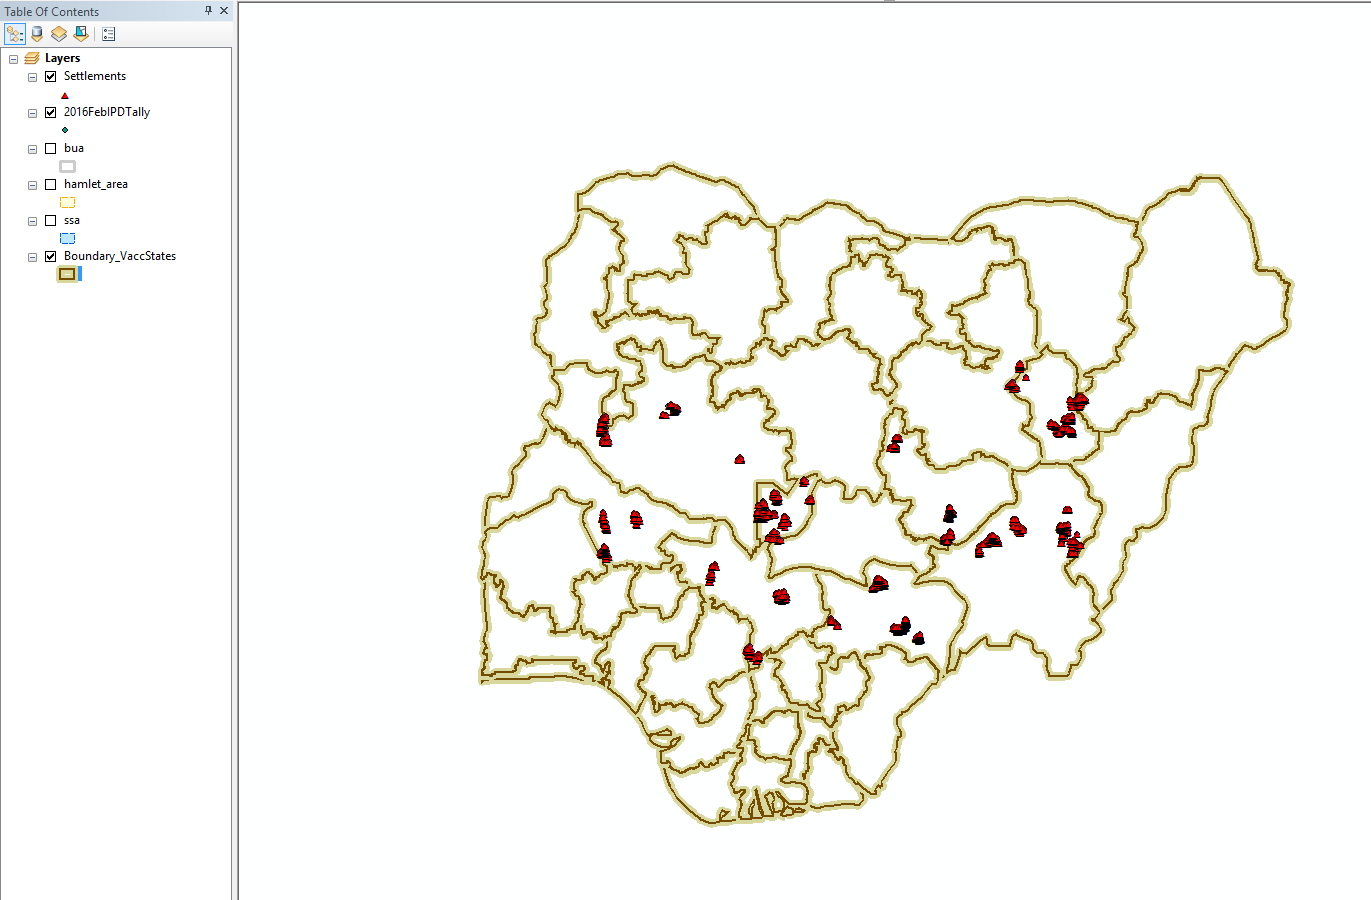 Table Of Contents
Layers
Settlements
2016FebIPDTally
bua
hamlet_area
ssa
Boundary_VaccStates